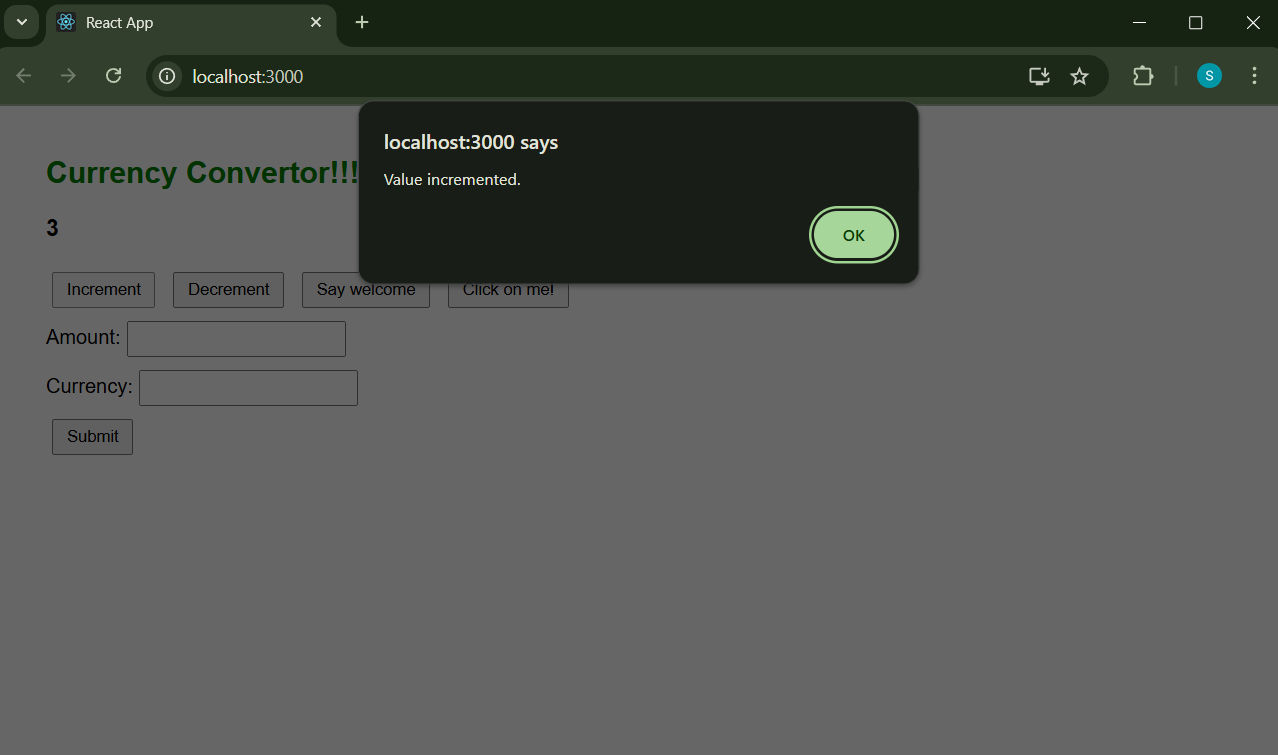 React App
localhost:3000
S
localhost:3000 says
Value incremented.
OK
Currency Convertor!!!
3
Increment Decrement Say welcome Click on me!
Amount:
Currency:
Submit